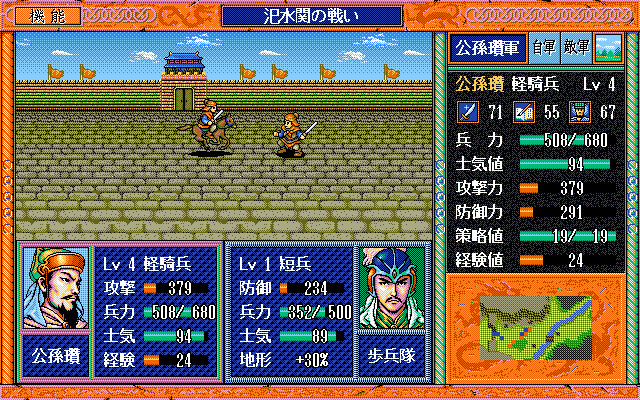 機能
汜水関の戦い
公孫瓚軍
自軍
敵軍
公孫瓚 軽騎兵 Lv 4
71 55 67
兵力 508/ 680
士気値 94
攻撃力 379
防御力 291
策略値 19/ 19
経験値 24
Lv 4 軽騎兵
攻撃 379
兵力 508/ 680
士気 94
経験 24
公孫瓚
Lv 1 短兵
防御 234
兵力 352/ 500
士気 89
地形 +30%
歩兵隊